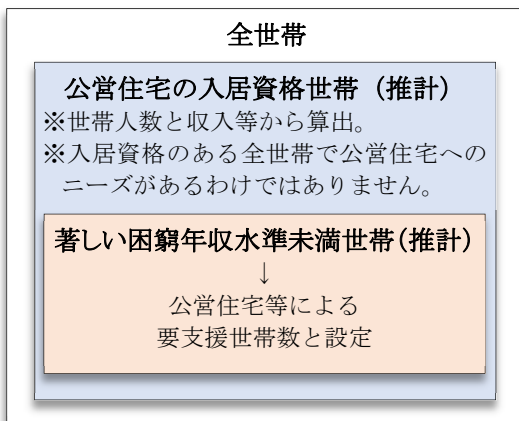 全世帯
公営住宅の入居資格世帯（推計）
※世帯人数と収入等から算出。
※入居資格のある全世帯で公営住宅への
ニーズがあるわけではありません。
著しい困窮年収水準未満世帯（推計）
↓
公営住宅等による
要支援世帯数と設定